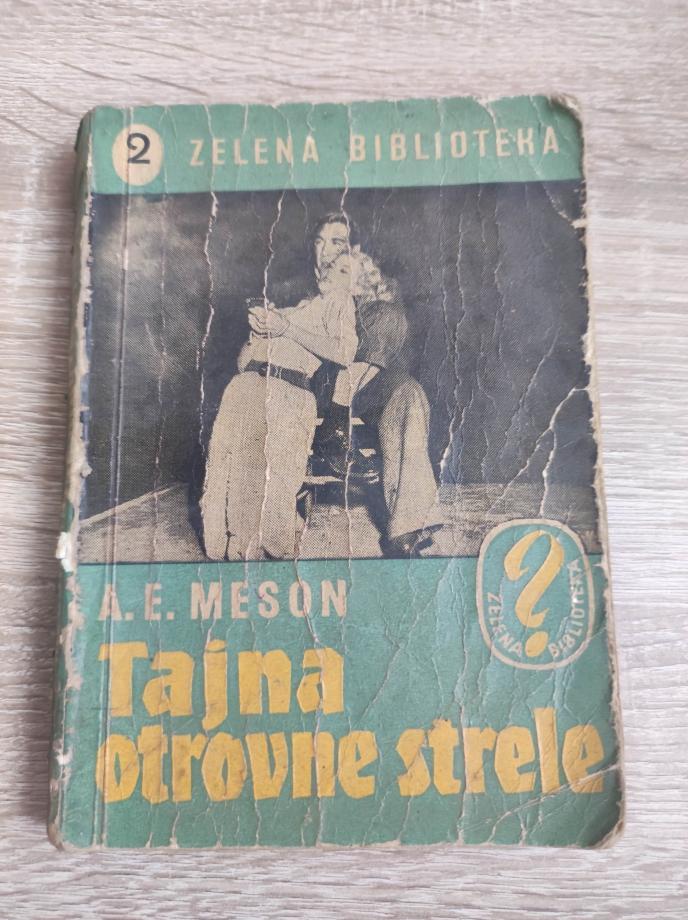 2 ZELENA BIBLIOTEKA
A. E. MESON
Tajna
otrovne strele
?
ZELENA BIBLIOTEKA